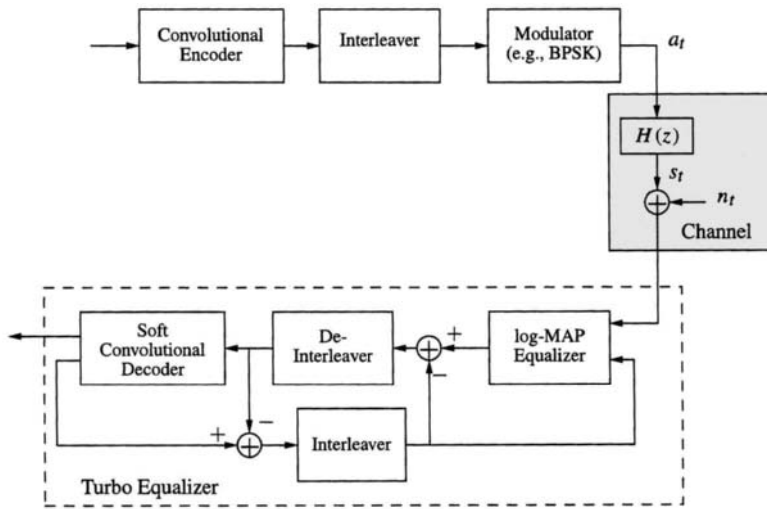 Convolutional
Encoder
Interleaver
Modulator
(e.g., BPSK)
a_t
H(z)
s_t
+
n_t
Channel
Soft
Convolutional
Decoder
De-
Interleaver
+
+
−
log-MAP
Equalizer
+
−
+
Interleaver
Turbo Equalizer